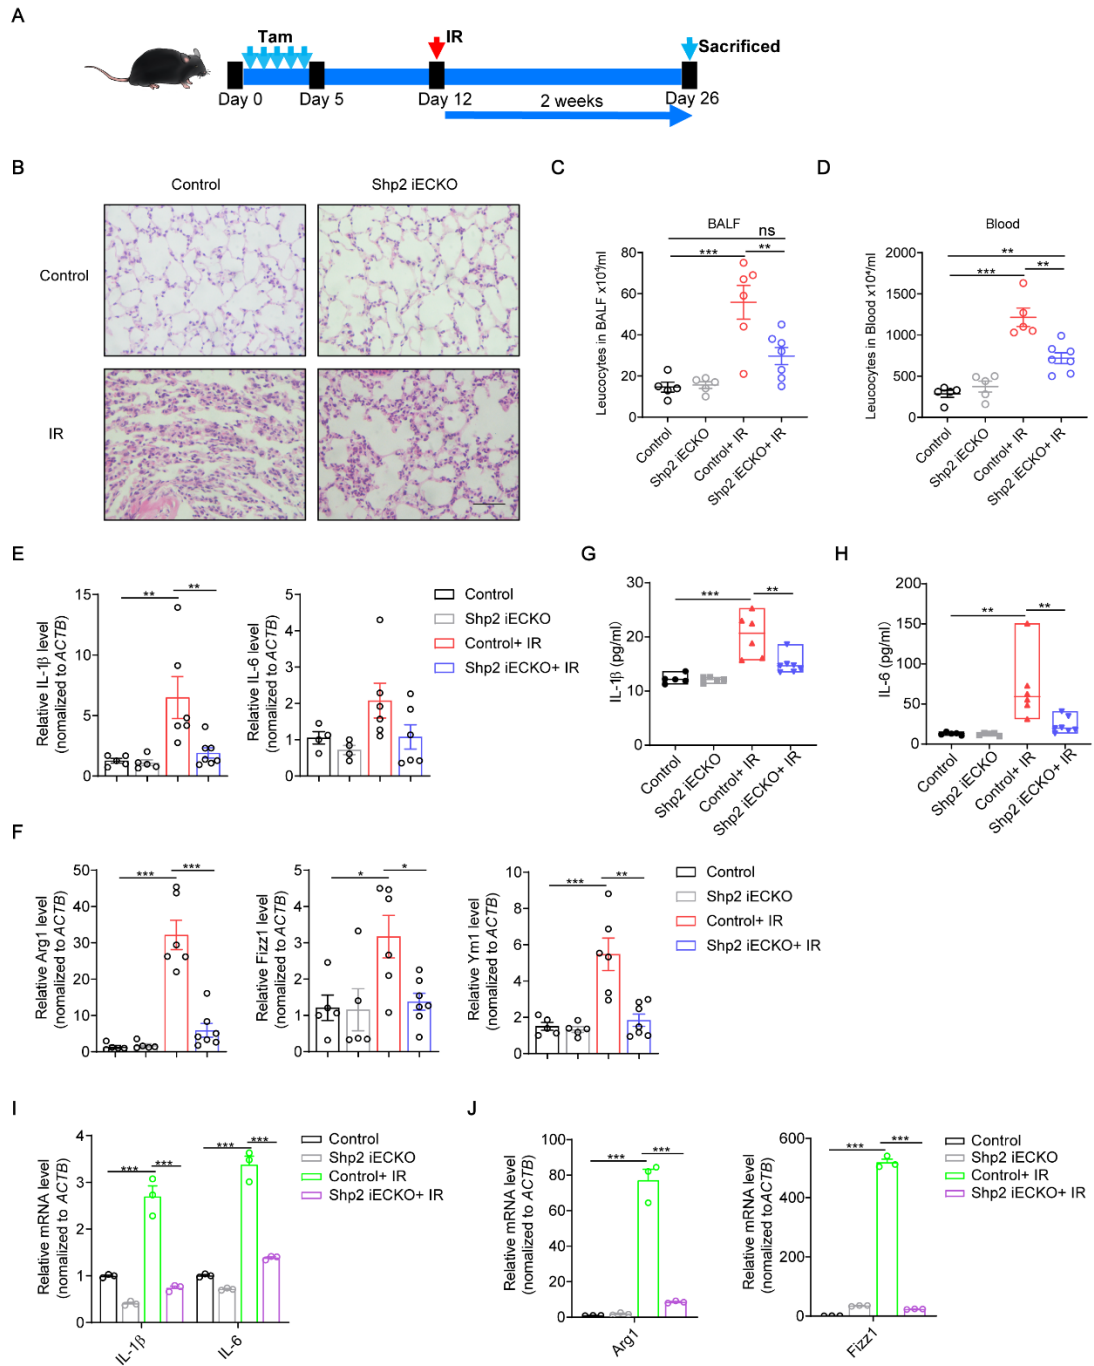 A
Tam
IR
Sacrificed
Day 0
Day 5
Day 12
2 weeks
Day 26
B
Control
Shp2 iECKO
Control
IR
C
BALF
ns
***
**
Leucocytes in BALF x10⁴/ml
80
60
40
20
0
Control
Shp2 iECKO
Control+ IR
Shp2 iECKO+ IR
D
Blood
**
***
**
Leucocytes in Blood x10⁴/ml
2000
1500
1000
500
0
Control
Shp2 iECKO
Control+ IR
Shp2 iECKO+ IR
E
Relative IL-1β level
(nomalized to ACTB)
15
10
5
0
**
**
Relative IL-6 level
(nomalized to ACTB)
5
4
3
2
1
0
Control
Shp2 iECKO
Control+ IR
Shp2 iECKO+ IR
G
IL-1β (pg/ml)
30
20
10
0
***
**
Control
Shp2 iECKO
Control+ IR
Shp2 iECKO+ IR
H
IL-6 (pg/ml)
200
150
100
50
0
**
**
Control
Shp2 iECKO
Control+ IR
Shp2 iECKO+ IR
F
Relative Arg1 level
(nomalized to ACTB)
50
40
30
20
10
0
***
***
Relative Fizz1 level
(nomalized to ACTB)
5
4
3
2
1
0
*
*
Relative Ym1 level
(nomalized to ACTB)
10
8
6
4
2
0
***
**
Control
Shp2 iECKO
Control+ IR
Shp2 iECKO+ IR
I
Relative mRNA level
(nomalized to ACTB)
4
3
2
1
0
***
***
***
***
IL-1β
IL-6
Control
Shp2 iECKO
Control+ IR
Shp2 iECKO+ IR
J
Relative mRNA level
(nomalized to ACTB)
100
80
60
40
20
0
***
***
Arg1
Relative mRNA level
(nomalized to ACTB)
600
400
200
0
***
***
Fizz1
Control
Shp2 iECKO
Control+ IR
Shp2 iECKO+ IR